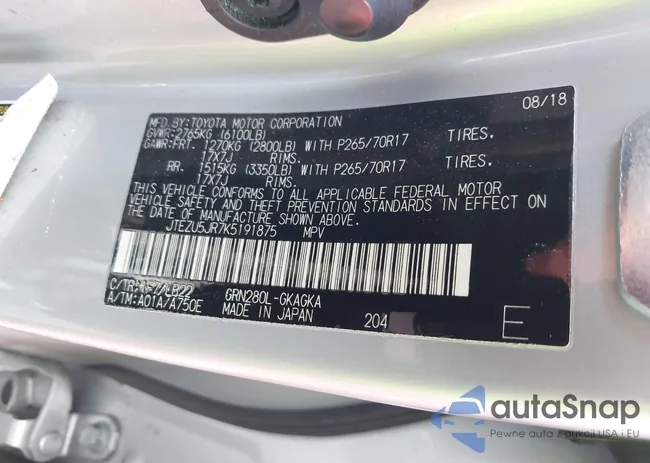 MFD.BY:TOYOTA MOTOR CORPORATION 08/18
GVWR:2765KG (6100LB)
GAWR:FRT. 1270KG (2800LB) WITH P265/70R17 TIRES.
17X7J RIMS.
RR. 1515KG (3350LB) WITH P265/70R17 TIRES.
17X7J RIMS.
THIS VEHICLE CONFORMS TO ALL APPLICABLE FEDERAL MOTOR
VEHICLE SAFETY AND THEFT PREVENTION STANDARDS IN EFFECT ON
THE DATE OF MANUFACTURE SHOWN ABOVE.
JTEZU5JR7K5191875 MPV
C/TR: /LB22 GRN280L-GKAGKA
A/TM:A01A/A750E MADE IN JAPAN 204 E
autaSnap
Pewne auta z aukcji USA i EU